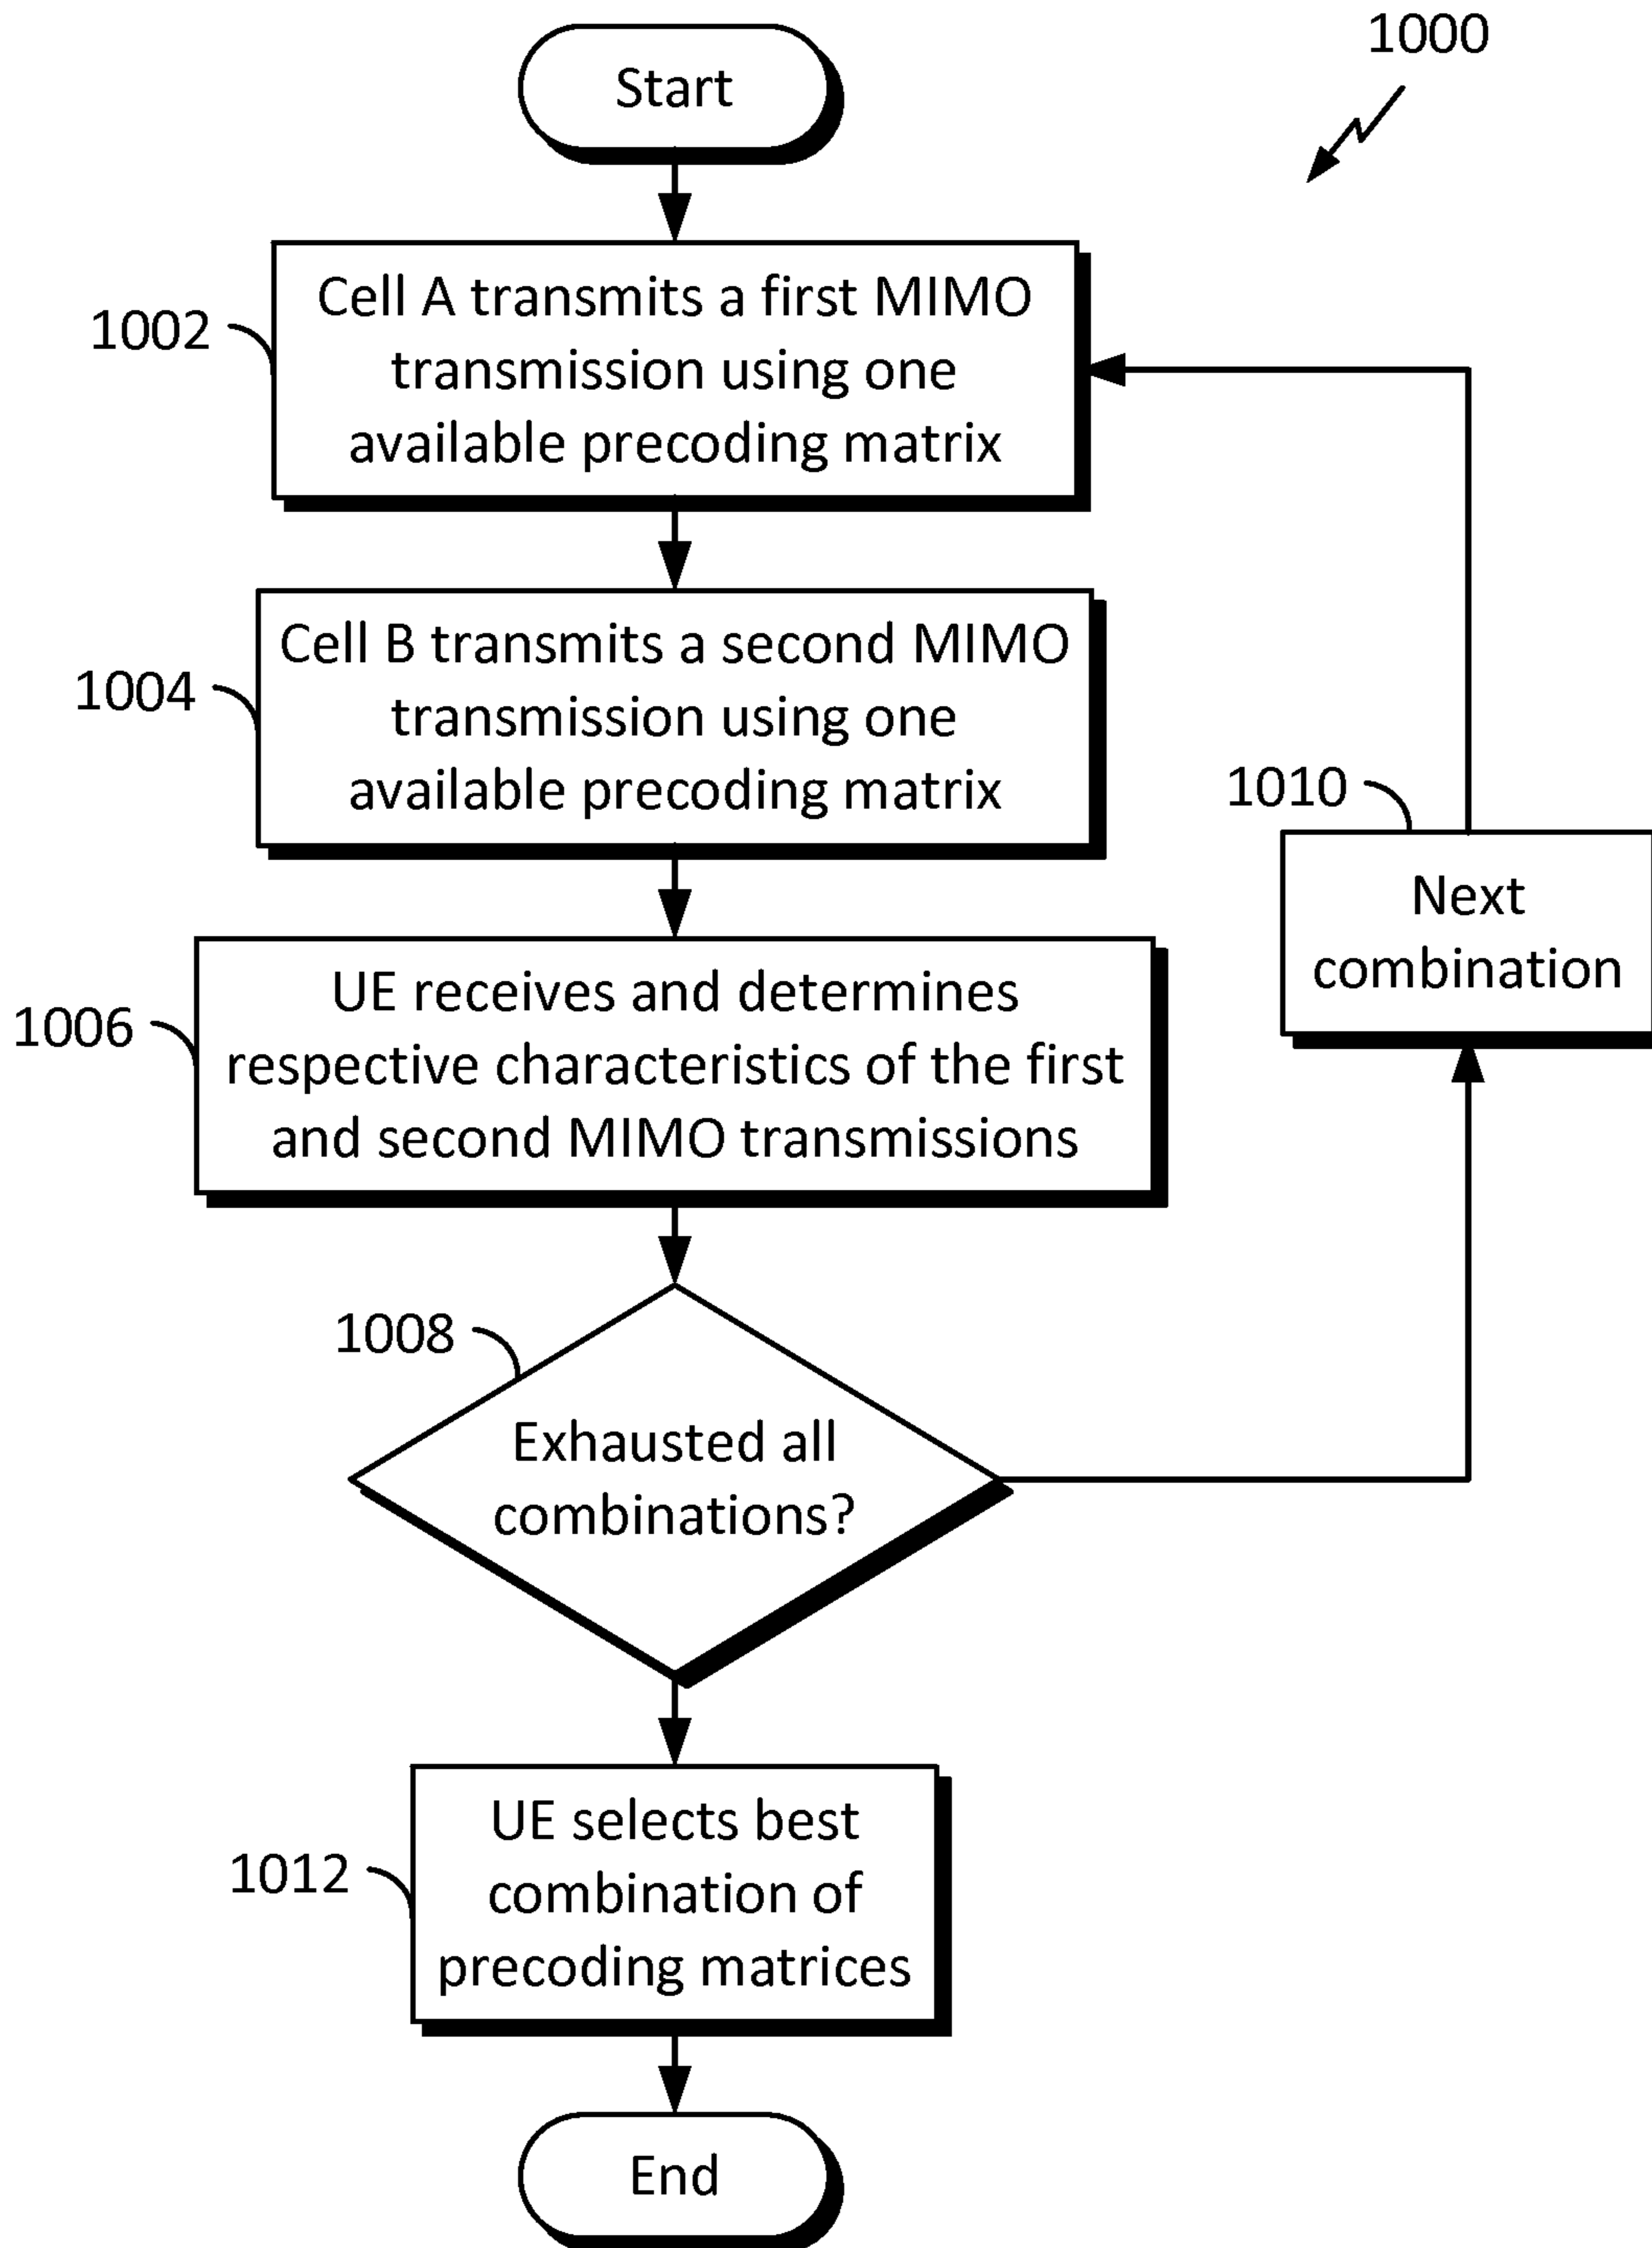 1000
Start
1002
Cell A transmits a first MIMO
transmission using one
available precoding matrix
1004
Cell B transmits a second MIMO
transmission using one
available precoding matrix
1010
Next
combination
1006
UE receives and determines
respective characteristics of the first
and second MIMO transmissions
1008
Exhausted all
combinations?
1012
UE selects best
combination of
precoding matrices
End